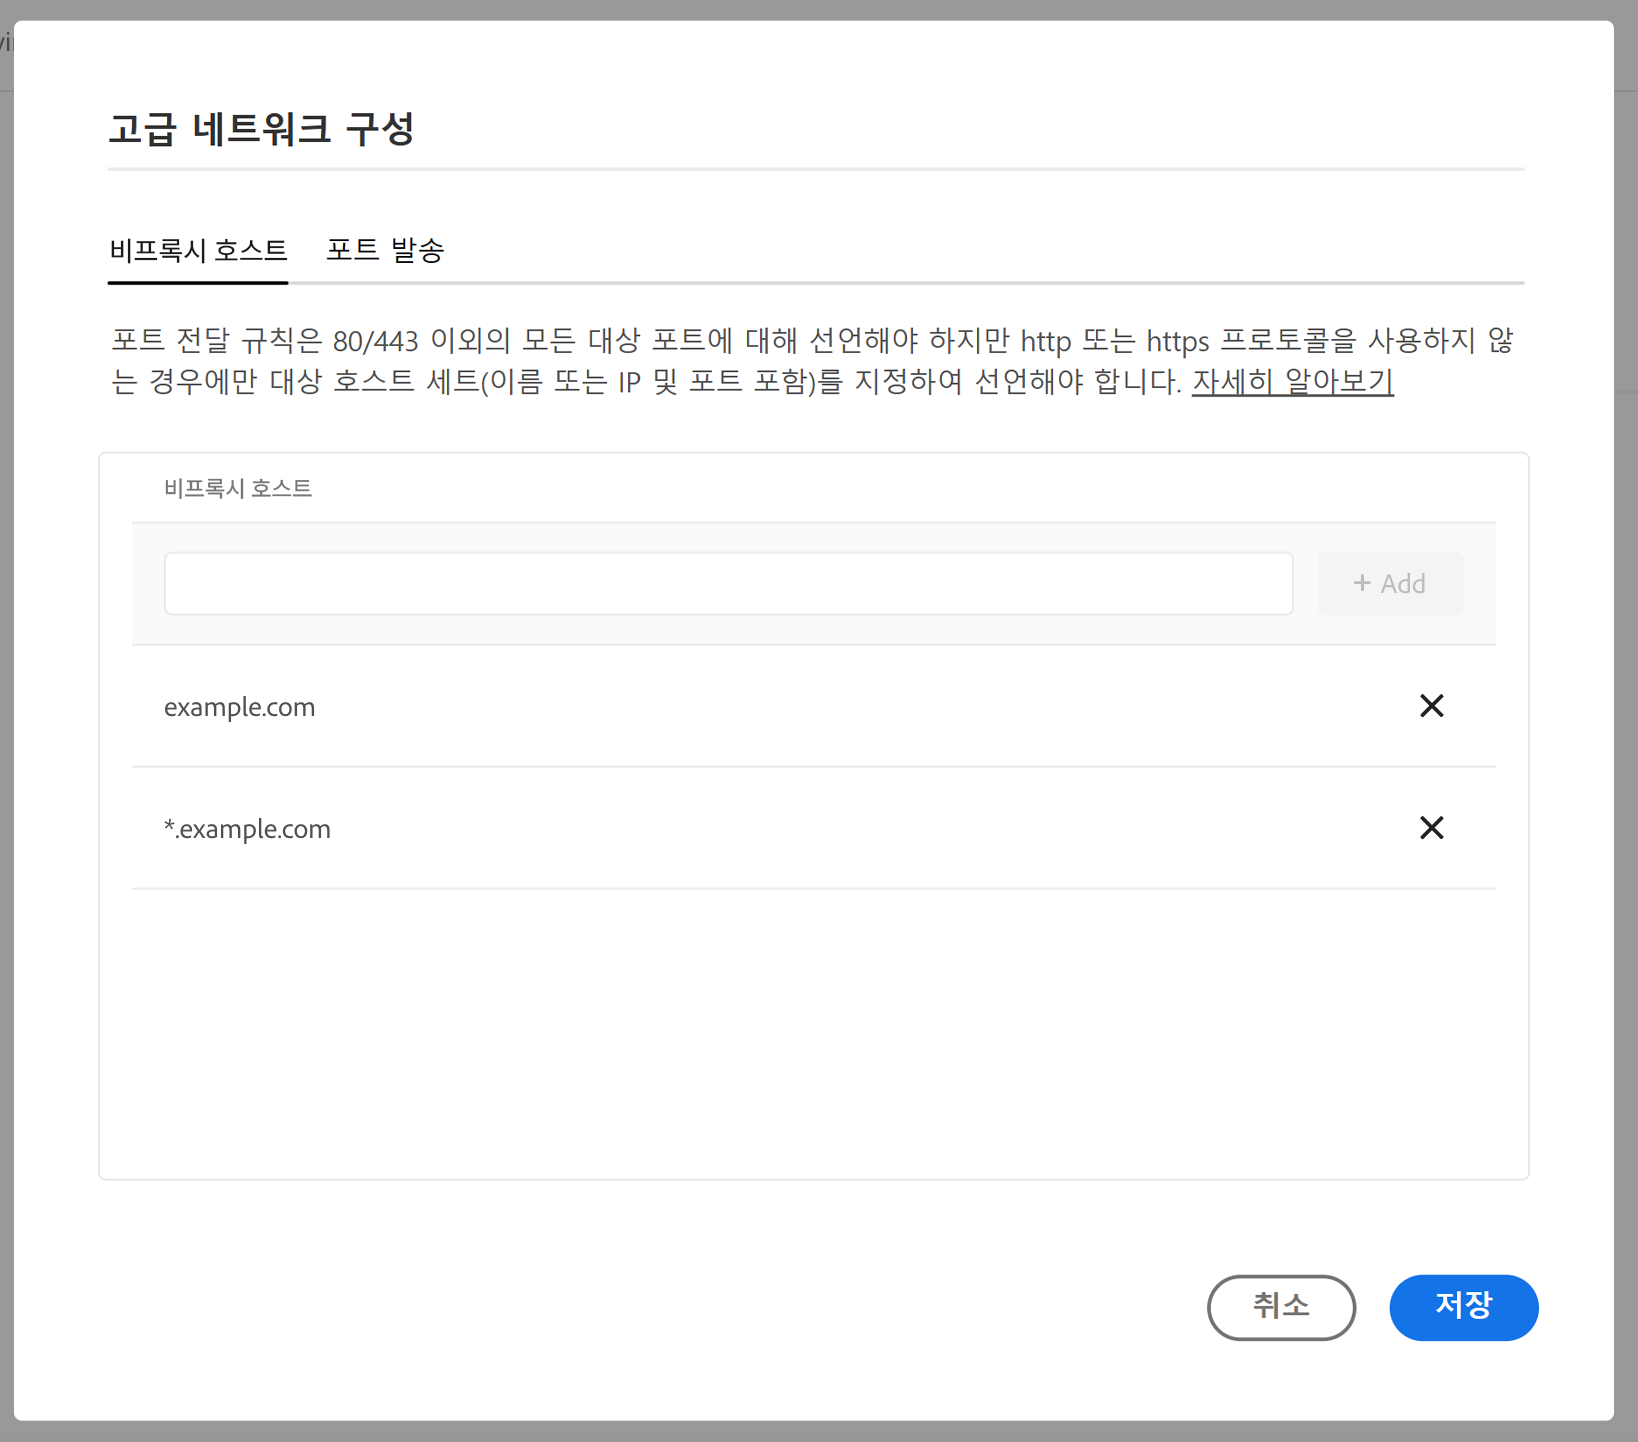 고급 네트워크 구성
비프록시 호스트 포트 발송
포트 전달 규칙은 80/443 이외의 모든 대상 포트에 대해 선언해야 하지만 http 또는 https 프로토콜을 사용하지 않
는 경우에만 대상 호스트 세트(이름 또는 IP 및 포트 포함)를 지정하여 선언해야 합니다. 자세히 알아보기
비프록시 호스트
+ Add
example.com
*.example.com
취소 저장